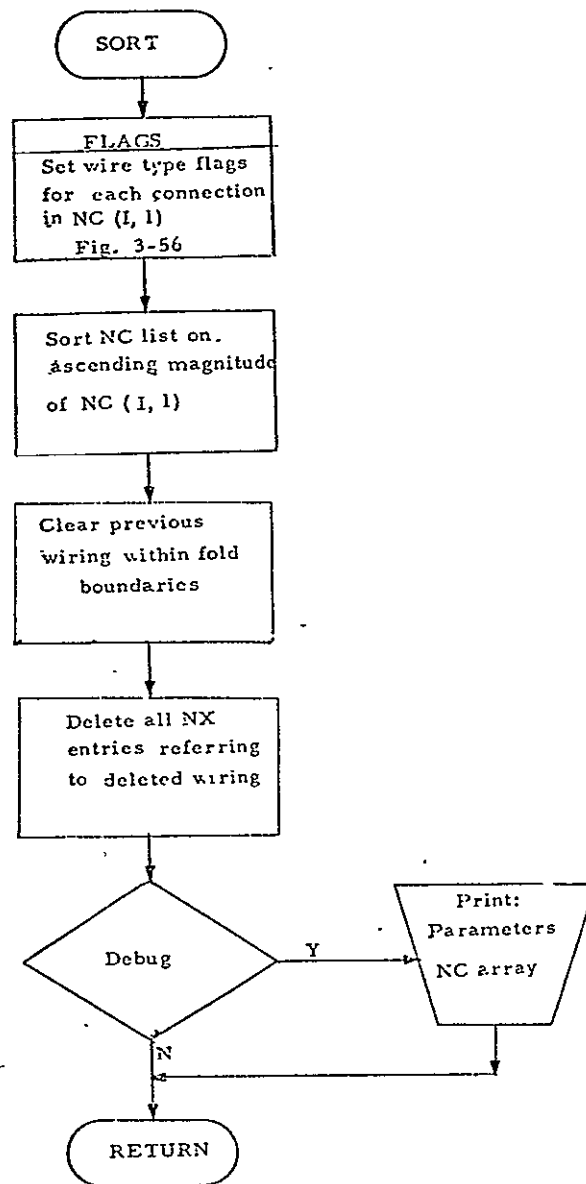 SORT
FLAGS
Set wire type flags
for each connection
in NC (I, 1)
Fig. 3-56
Sort NC list on.
ascending magnitude
of NC ( I, 1)
Clear previous
wiring within fold
boundaries
Delete all NX
entries referring
to deleted wiring
Debug
Y
Print:
Parameters
NC array
N
RETURN